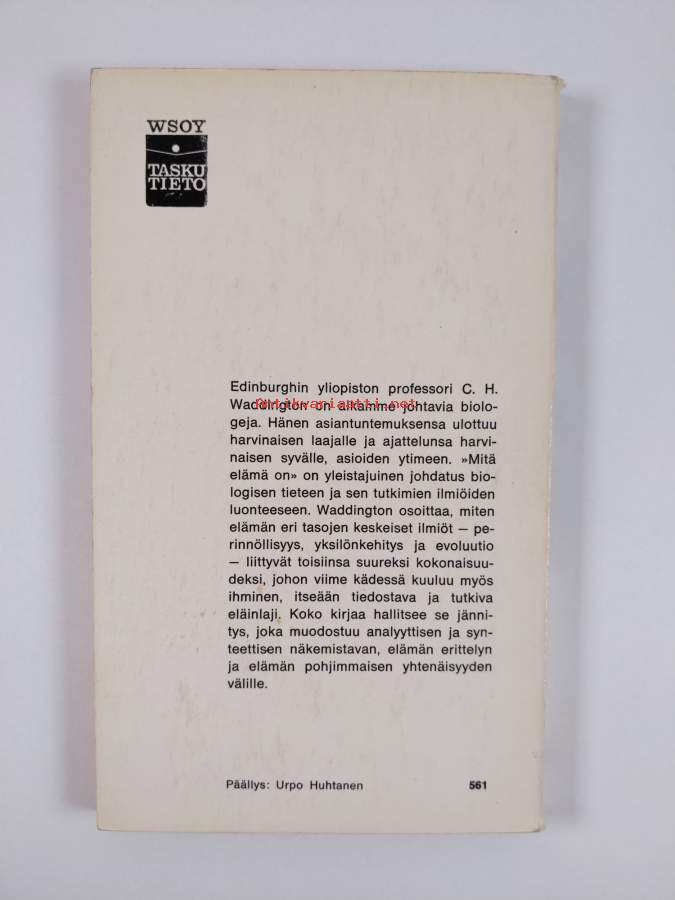 WSOY
TASKU
TIETO
Edinburghin yliopiston professori C. H.
Waddington on aikamme johtavia biolo-
Antikvariaatti.net
geja. Hänen asiantuntemuksensa ulottuu
harvinaisen laajalle ja ajattelunsa harvi-
naisen syvälle, asioiden ytimeen. »Mitä
elämä on» on yleistajuinen johdatus bio-
logisen tieteen ja sen tutkimien ilmiöiden
luonteeseen. Waddington osoittaa, miten
elämän eri tasojen keskeiset ilmiöt — pe-
rinnöllisyys, yksilönkehitys ja evoluutio
— liittyvät toisiinsa suureksi kokonaisuu-
deksi, johon viime kädessä kuuluu myös
ihminen, itseään tiedostava ja tutkiva
eläinlaji. Koko kirjaa hallitsee se jänni-
tys, joka muodostuu analyyttisen ja syn-
teettisen näkemistavan, elämän erittelyn
ja elämän pohjimmaisen yhtenäisyyden
välille.
Päällys: Urpo Huhtanen 561